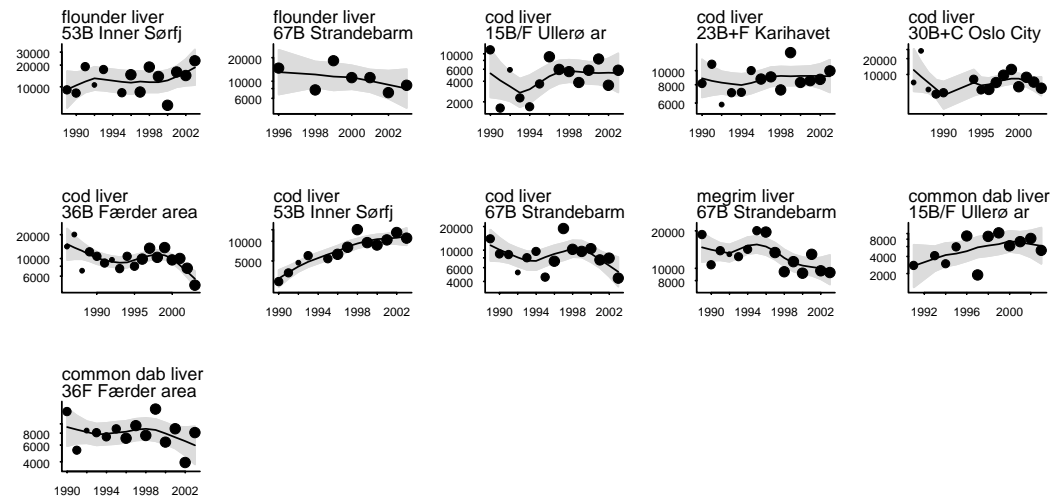 flounder liver
53B Inner Sørfj
30000
20000
10000
1990 1994 1998 2002
flounder liver
67B Strandebarm
20000
10000
6000
1996 1998 2000 2002
cod liver
15B/F Ullerø ar
10000
6000
4000
2000
1990 1994 1998 2002
cod liver
23B+F Karihavet
10000
8000
6000
1990 1994 1998 2002
cod liver
30B+C Oslo City
20000
10000
1990 1995 2000
cod liver
36B Færder area
20000
10000
6000
1990 1995 2000
cod liver
53B Inner Sørfj
10000
5000
1990 1994 1998 2002
cod liver
67B Strandebarm
10000
6000
4000
1990 1994 1998 2002
megrim liver
67B Strandebarm
20000
10000
8000
1990 1994 1998 2002
common dab liver
15B/F Ullerø ar
8000
4000
2000
1992 1996 2000
common dab liver
36F Færder area
8000
6000
4000
1990 1994 1998 2002